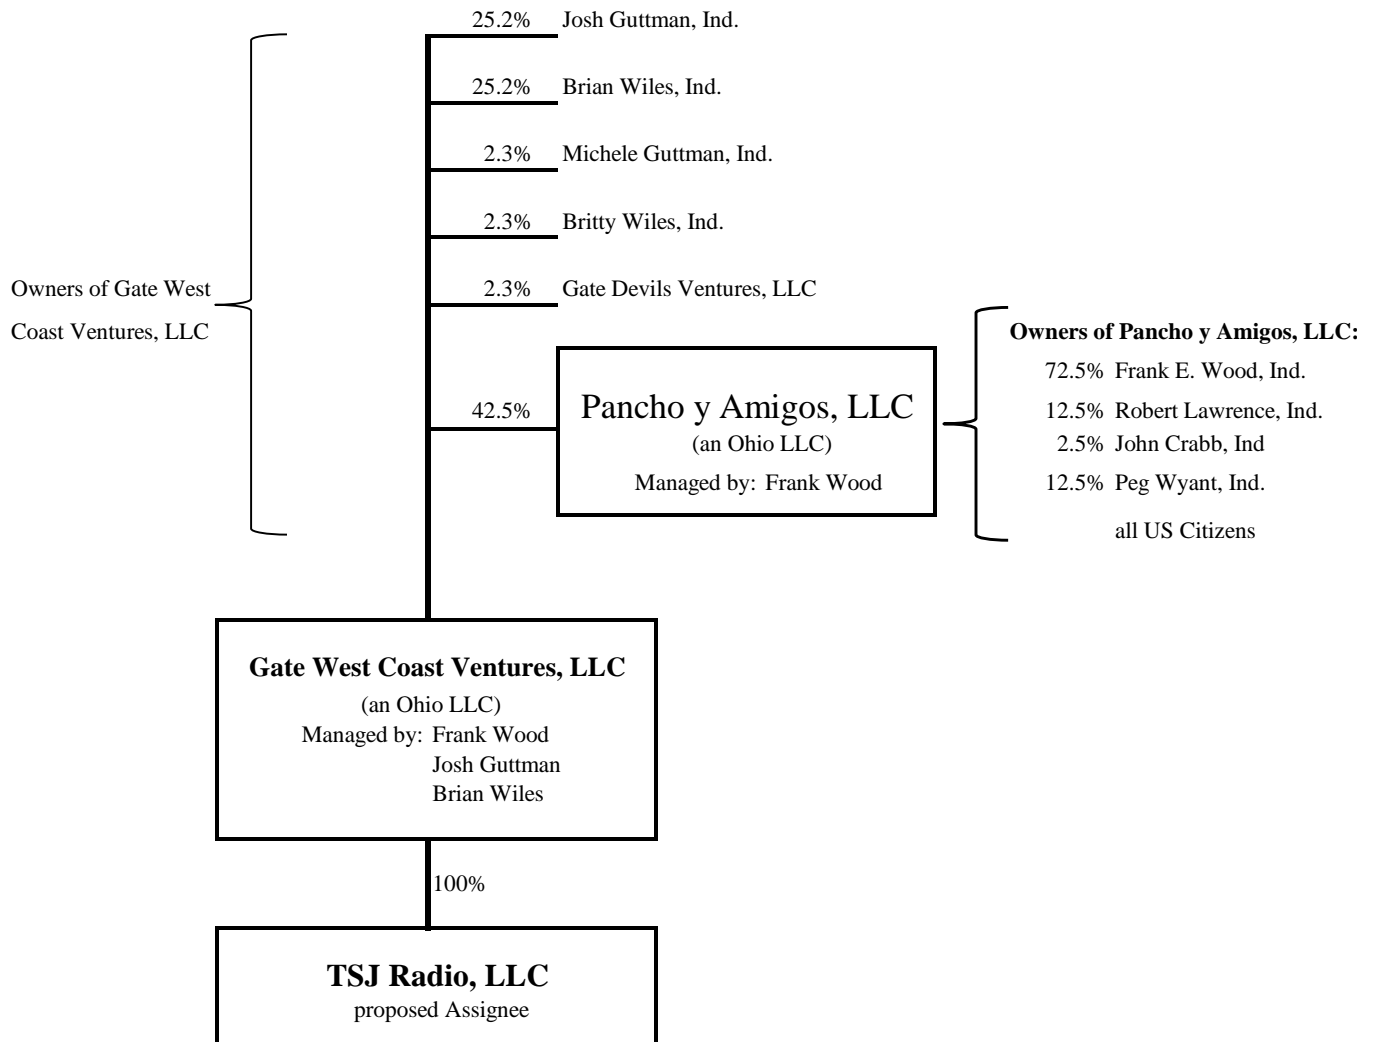 25.2% Josh Guttman, Ind.
25.2% Brian Wiles, Ind.
2.3% Michele Guttman, Ind.
2.3% Britty Wiles, Ind.
2.3% Gate Devils Ventures, LLC
Owners of Gate West
Coast Ventures, LLC
42.5%
Pancho y Amigos, LLC
(an Ohio LLC)
Managed by: Frank Wood
Owners of Pancho y Amigos, LLC:
72.5% Frank E. Wood, Ind.
12.5% Robert Lawrence, Ind.
2.5% John Crabb, Ind
12.5% Peg Wyant, Ind.
all US Citizens
Gate West Coast Ventures, LLC
(an Ohio LLC)
Managed by: Frank Wood
Josh Guttman
Brian Wiles
100%
TSJ Radio, LLC
proposed Assignee